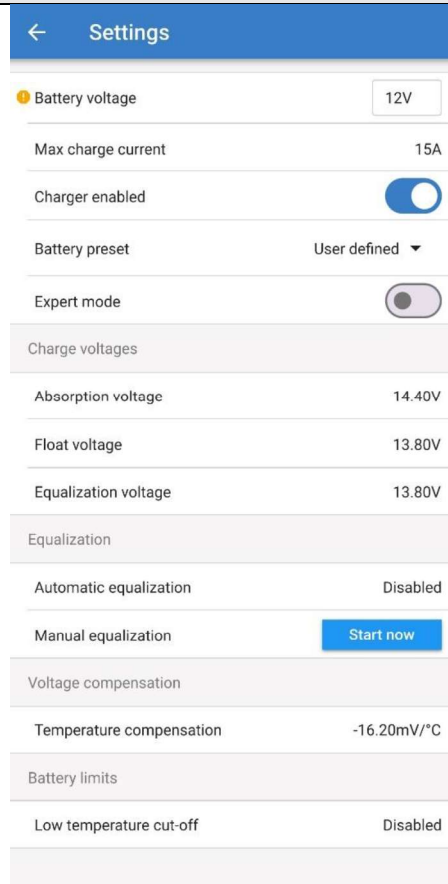 Settings
Battery voltage 12V
Max charge current 15A
Charger enabled
Battery preset User defined
Expert mode
Charge voltages
Absorption voltage 14.40V
Float voltage 13.80V
Equalization voltage 13.80V
Equalization
Automatic equalization Disabled
Manual equalization Start now
Voltage compensation
Temperature compensation -16.20mV/°C
Battery limits
Low temperature cut-off Disabled